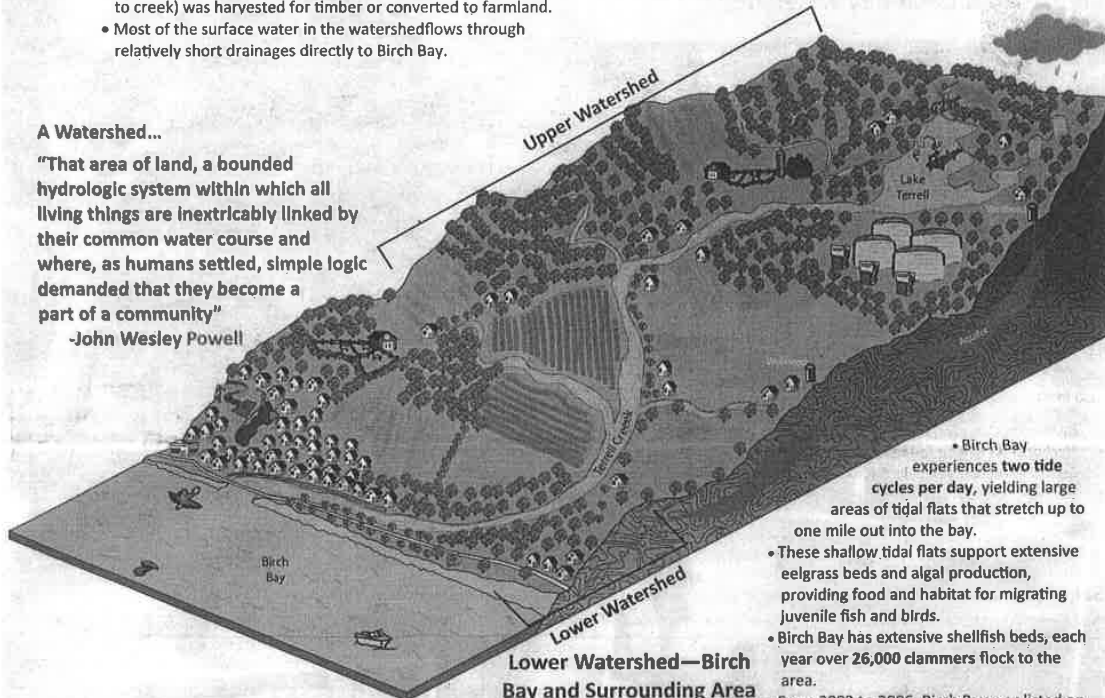 to creek) was harvested for timber or converted to farmland.
• Most of the surface water in the watershedflows through
relatively short drainages directly to Birch Bay.
A Watershed...
"That area of land, a bounded
hydrologic system within which all
living things are inextricably linked by
their common water course and
where, as humans settled, simple logic
demanded that they become a
part of a community"
-John Wesley Powell
Upper Watershed
Lake
Terrell
Aquifer
Terrell Creek
Birch
Bay
Lower Watershed
Lower Watershed—Birch
Bay and Surrounding Area
• Birch Bay
experiences two tide
cycles per day, yielding large
areas of tidal flats that stretch up to
one mile out into the bay.
• These shallow tidal flats support extensive
eelgrass beds and algal production,
providing food and habitat for migrating
juvenile fish and birds.
• Birch Bay has extensive shellfish beds, each
year over 26,000 clammers flock to the
area.